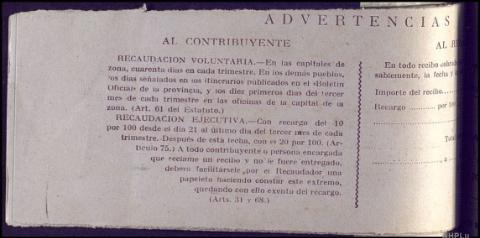 ADVERTENCIAS
AL CONTRIBUYENTE
RECAUDACION VOLUNTARIA.—En las capitales de
zona, cuarenta días en cada trimestre. En los demás pueblos,
los días señalados en los itinerarios publicados en el «Boletín
Oficial» de la provincia, y los diez primeros días del tercer
mes de cada trimestre en las oficinas de la capital de la
zona. (Art. 61 del Estatuto.)
RECAUDACION EJECUTIVA.—Con recargo del 10
por 100 desde el día 21 al último día del tercer mes de cada
trimestre. Después de esta fecha, con el 20 por 100. (Ar-
tículo 75.) A todo contribuyente o persona encargada
que reclame un recibo y no le fuere entregado,
deberá facilitársele por el Recaudador una
papeleta haciendo constar este extremo,
quedando con ello exento del recargo.
(Arts. 31 y 68.)
AL
En todo recibo
sablemente, la fecha y
Importe del recibo
Recargo por
HPLu